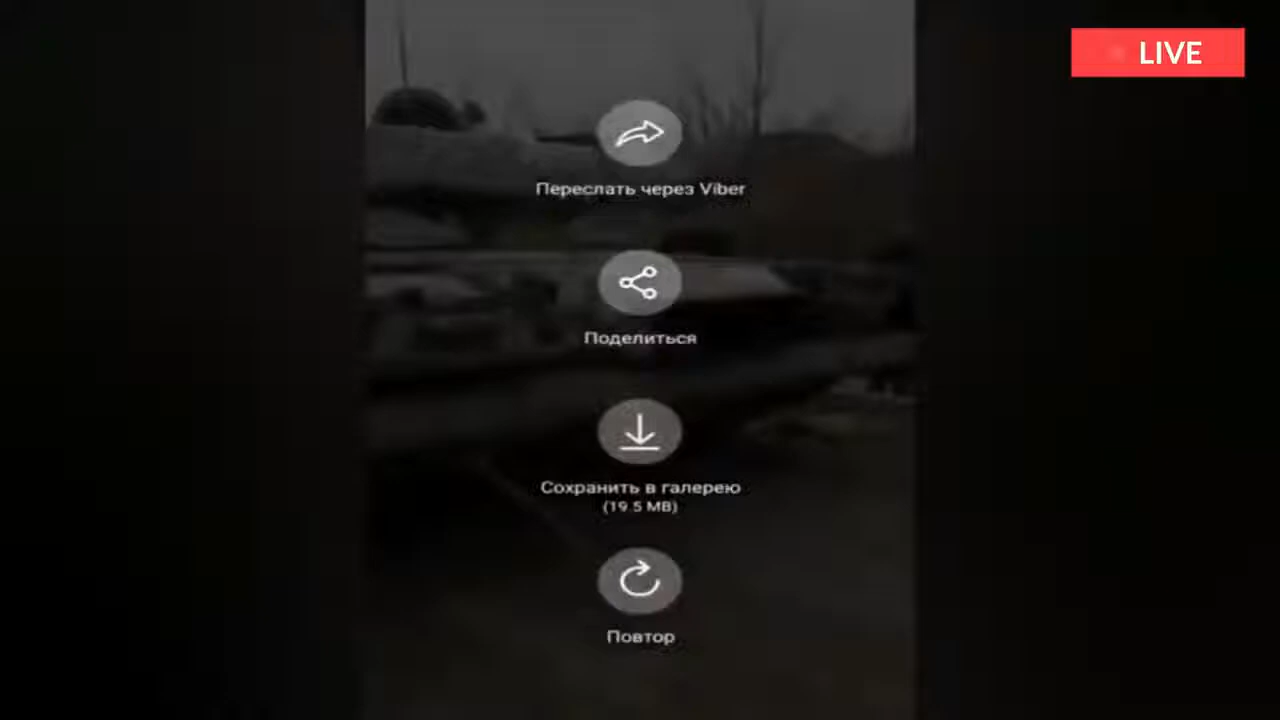 LIVE
Переслать через Viber
Поделиться
Сохранить в галерею
(19.5 MB)
Повтор